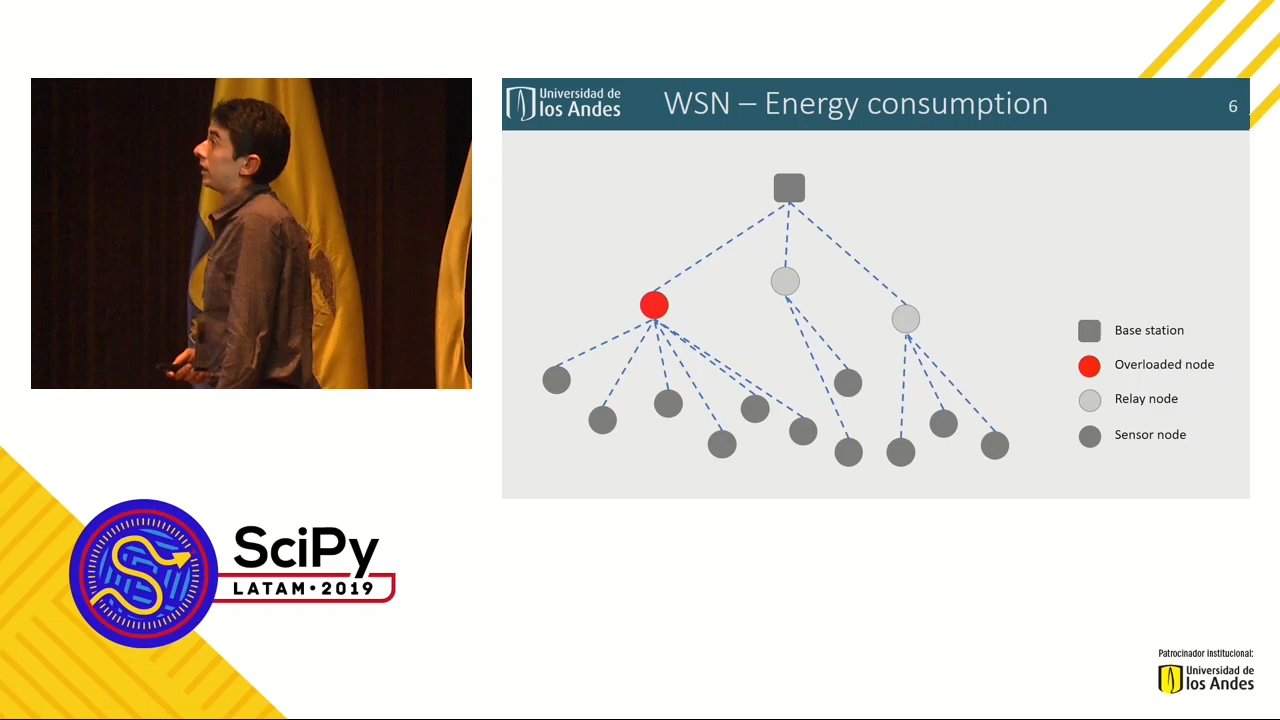 Universidad de
los Andes
WSN – Energy consumption
6
Base station
Overloaded node
Relay node
Sensor node
SciPy
LATAM·2019
Patrocinador institucional:
Universidad de
los Andes